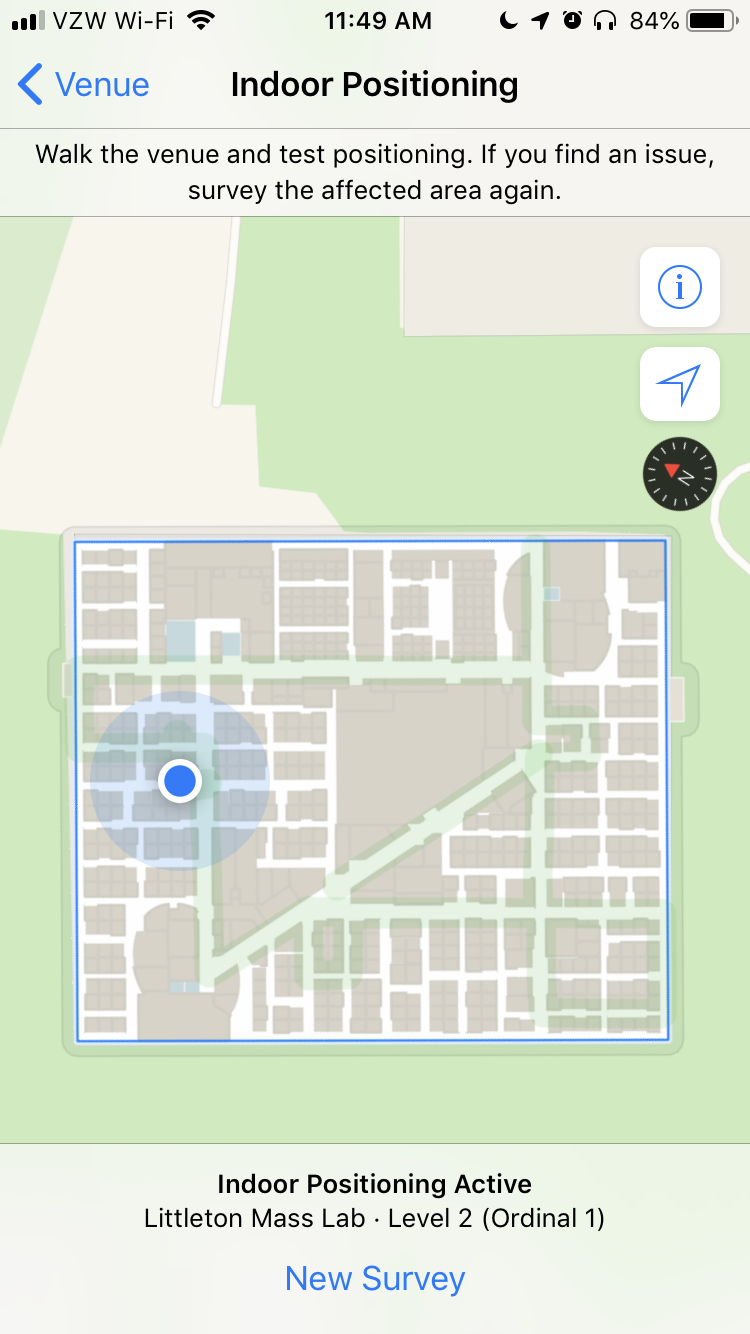 VZW Wi-Fi 11:49 AM 84%
Venue Indoor Positioning
Walk the venue and test positioning. If you find an issue,
survey the affected area again.
i
N
Indoor Positioning Active
Littleton Mass Lab · Level 2 (Ordinal 1)
New Survey